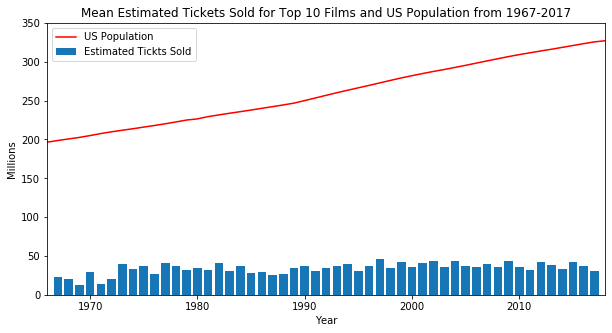 Mean Estimated Tickets Sold for Top 10 Films and US Population from 1967-2017
US Population
Estimated Tickts Sold
Millions
350
300
250
200
150
100
50
0
1970 1980 1990 2000 2010
Year